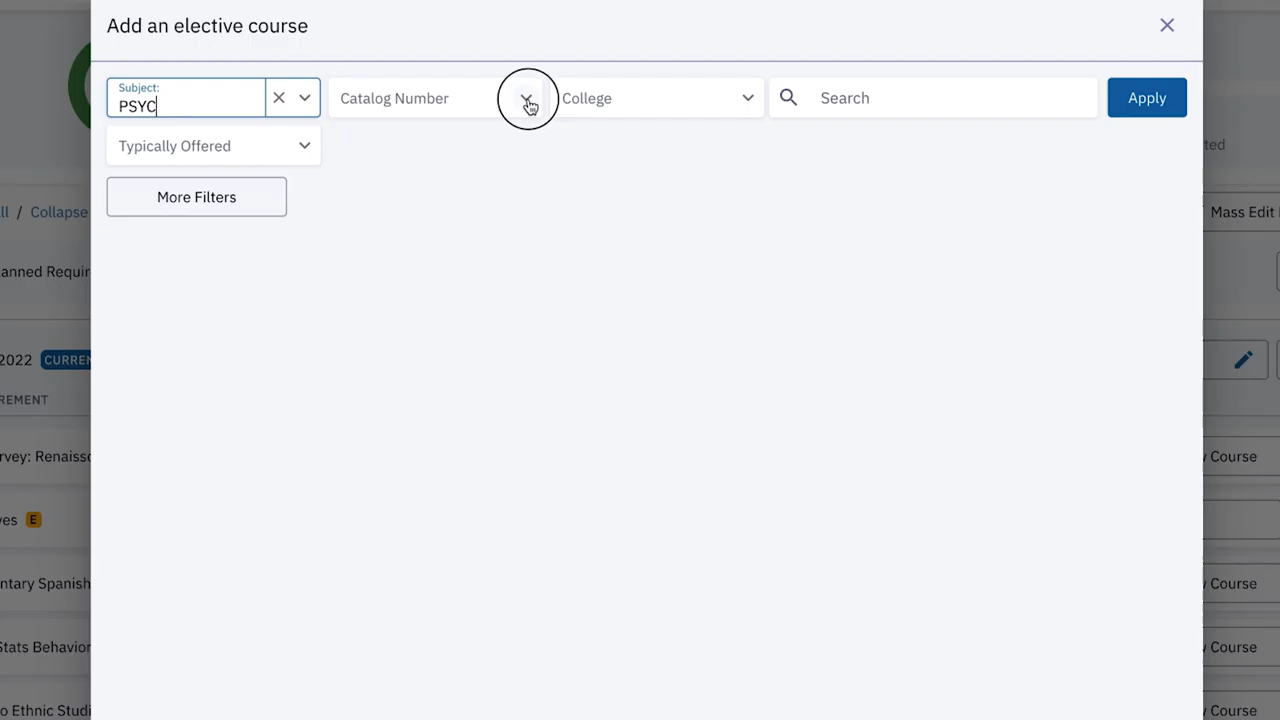 Add an elective course
Subject:
PSYC
Catalog Number
College
Search
Apply
Typically Offered
More Filters
ted
ll / Collapse
Mass Edit
anned Requir
2022 CURREN
REMENT
rvey: Renaiss
Course
ves E
ntary Spanish
Course
Stats Behavior
Course
o Ethnic Studi
Course